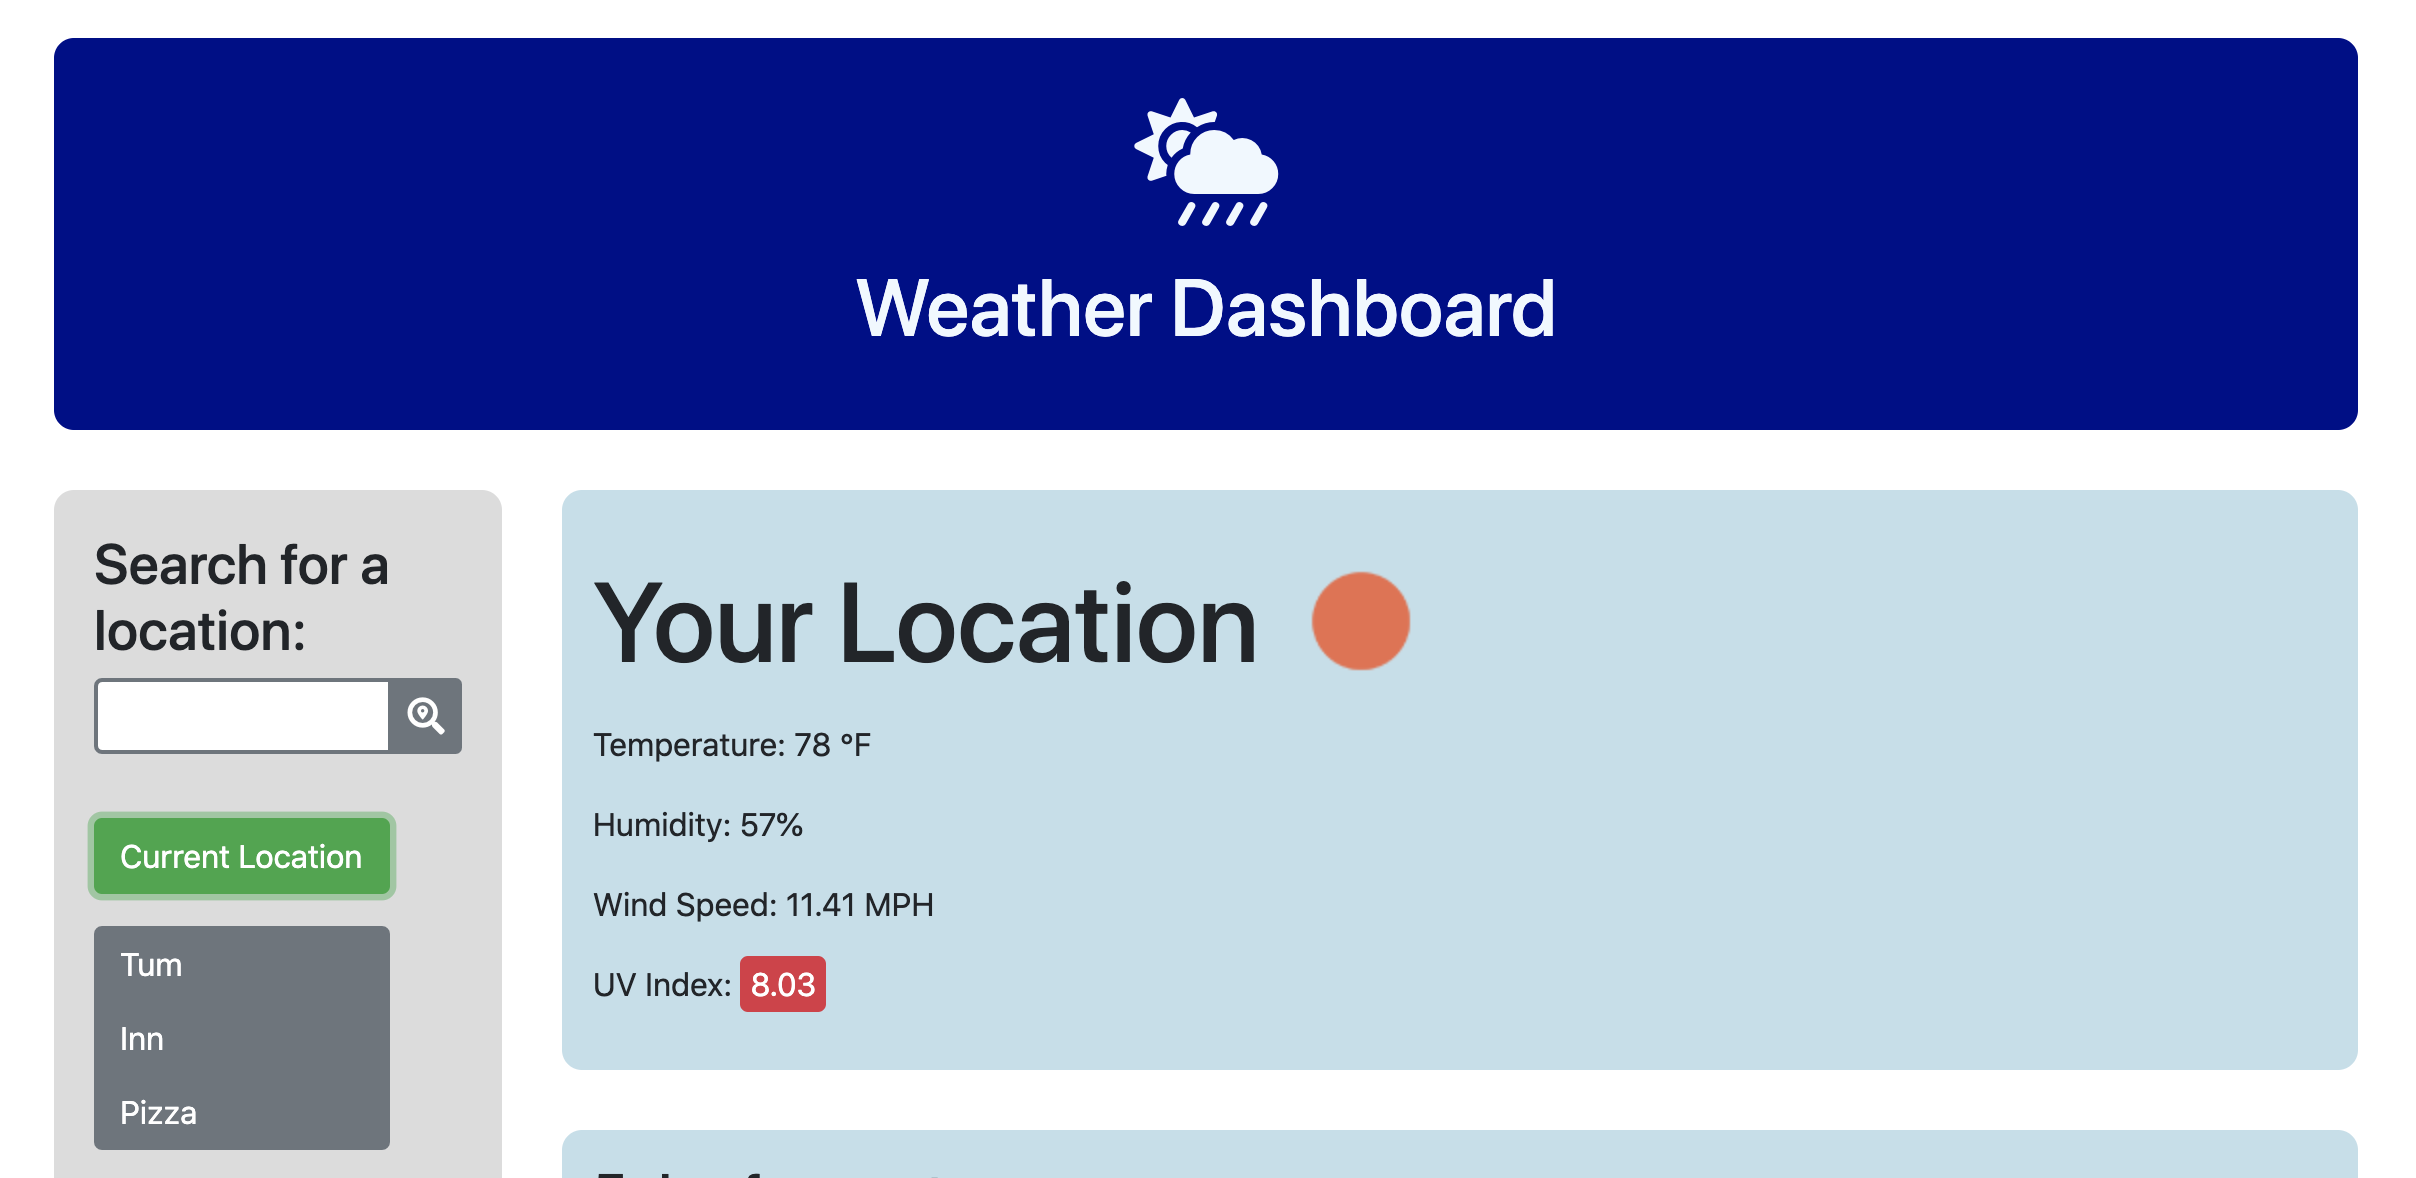 Weather Dashboard
Search for a
location:
Current Location
Tum
Inn
Pizza
Your Location
Temperature: 78 °F
Humidity: 57%
Wind Speed: 11.41 MPH
UV Index: 8.03